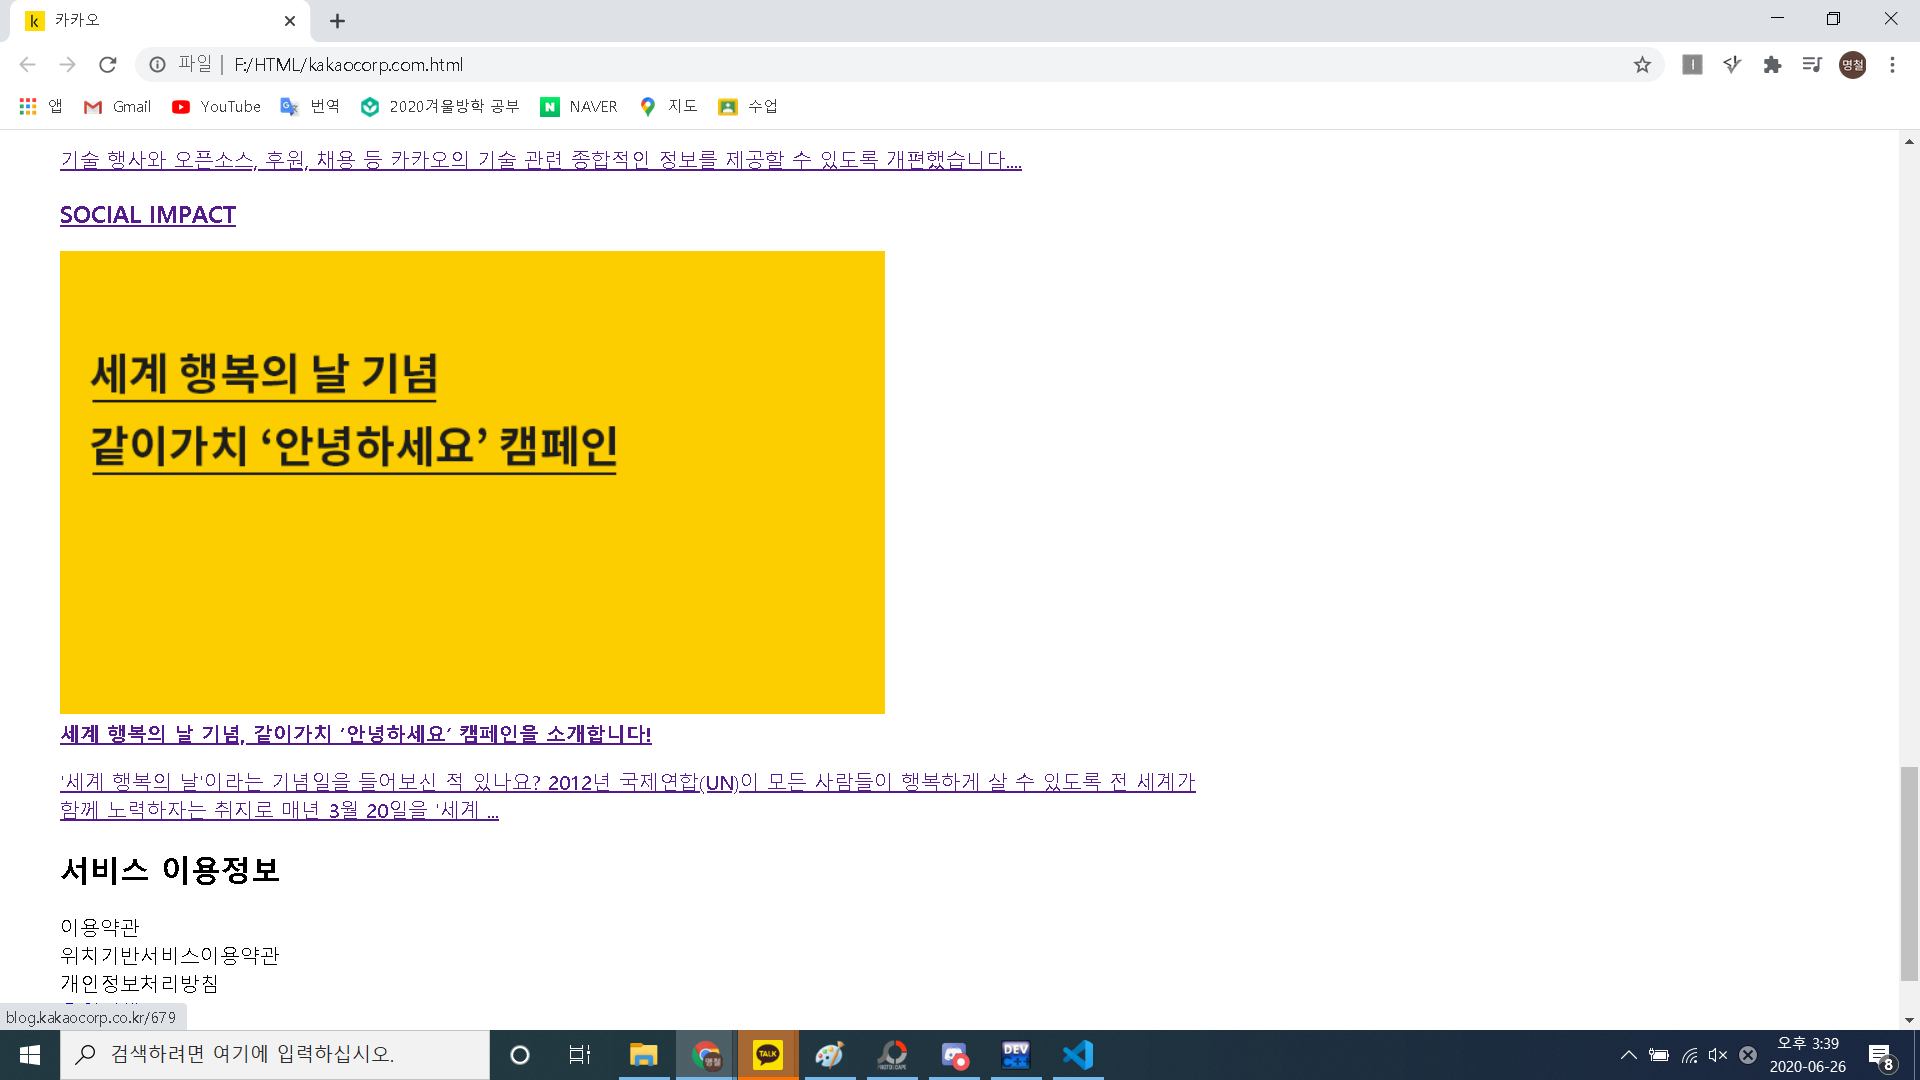 카카오
파일 | F:/HTML/kakaocorp.com.html
명철
앱 Gmail YouTube 번역 2020겨울방학 공부 NAVER 지도 수업
기술 행사와 오픈소스, 후원, 채용 등 카카오의 기술 관련 종합적인 정보를 제공할 수 있도록 개편했습니다....
SOCIAL IMPACT
세계 행복의 날 기념
같이가치 ‘안녕하세요’ 캠페인
세계 행복의 날 기념, 같이가치 ‘안녕하세요’ 캠페인을 소개합니다!
'세계 행복의 날'이라는 기념일을 들어보신 적 있나요? 2012년 국제연합(UN)이 모든 사람들이 행복하게 살 수 있도록 전 세계가
함께 노력하자는 취지로 매년 3월 20일을 '세계 ...
서비스 이용정보
이용약관
위치기반서비스이용약관
개인정보처리방침
blog.kakaocorp.co.kr/679
검색하려면 여기에 입력하십시오.
명철
TALK
DEV
C++
오후 3:39
2020-06-26
8